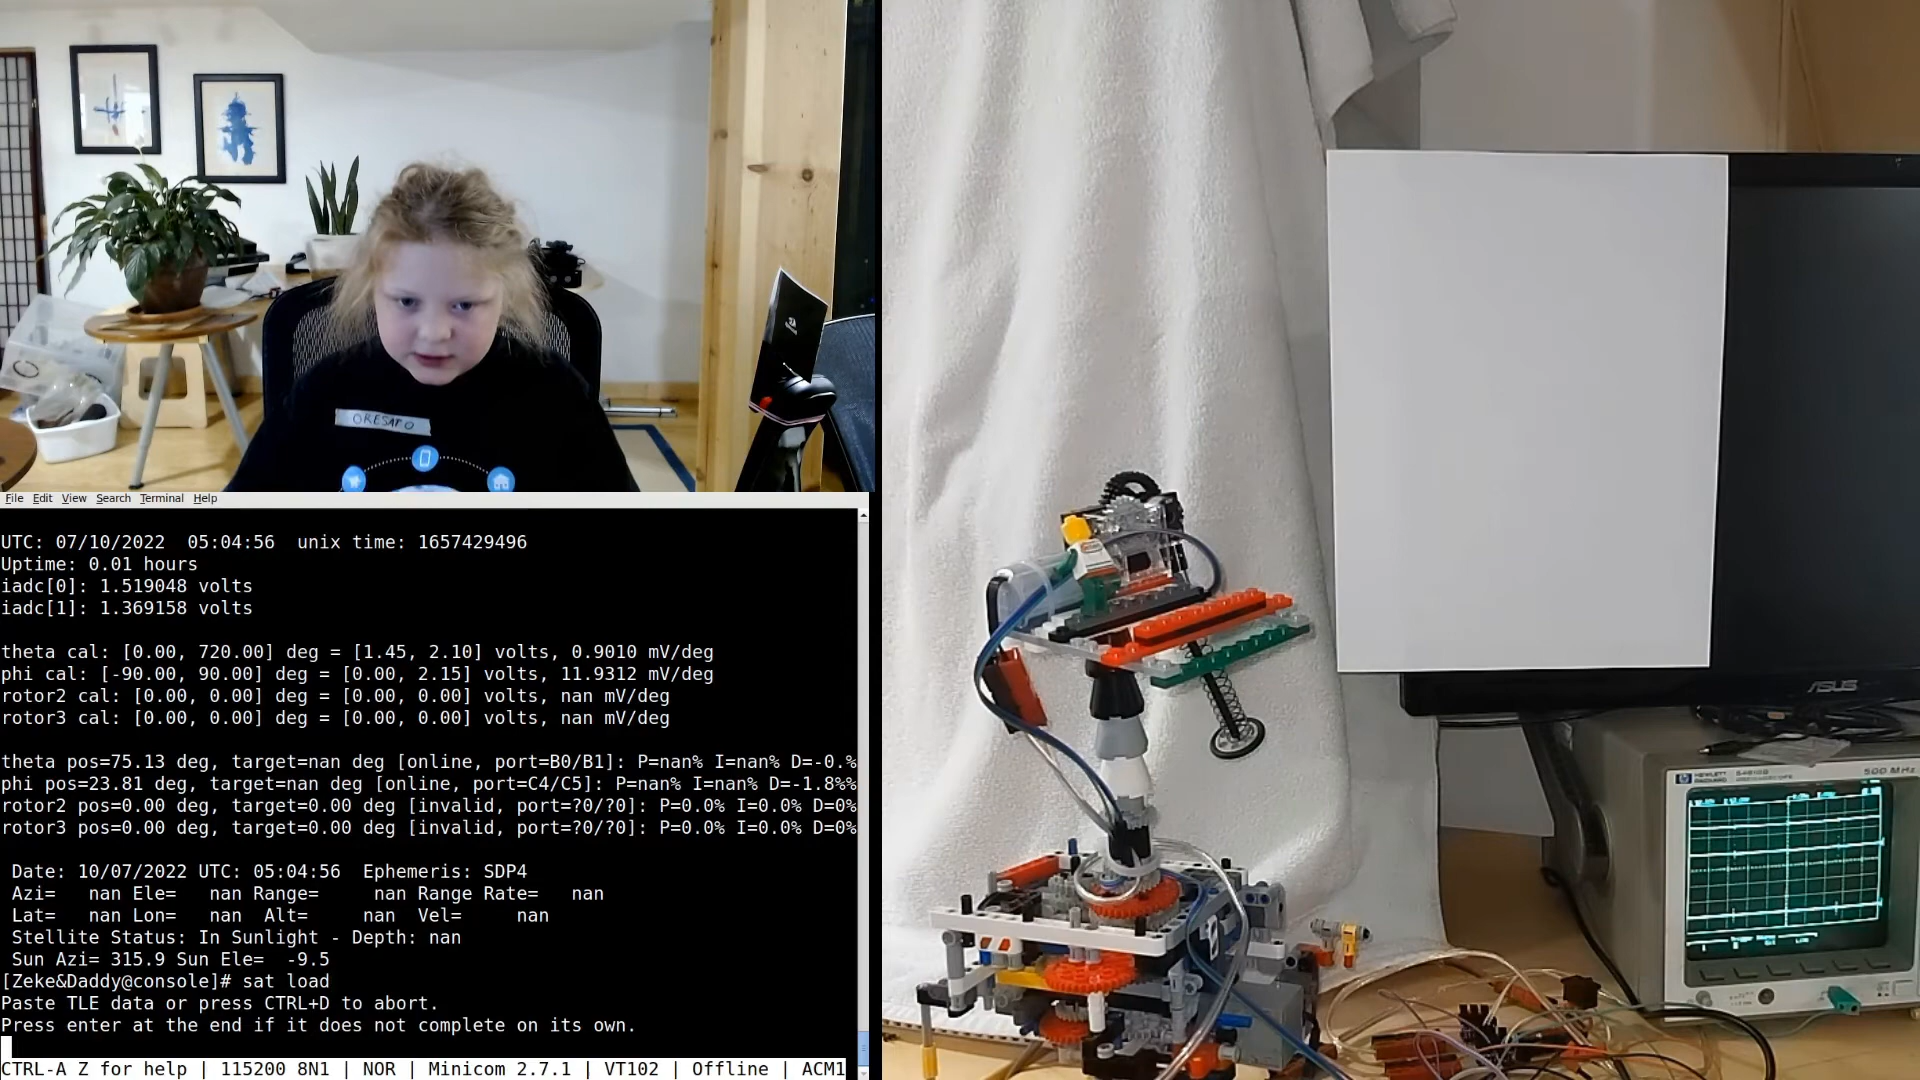 ORESAT 0
File Edit View Search Terminal Help
UTC: 07/10/2022  05:04:56  unix time: 1657429496
Uptime: 0.01 hours
iadc[0]: 1.519048 volts
iadc[1]: 1.369158 volts
theta cal: [0.00, 720.00] deg = [1.45, 2.10] volts, 0.9010 mV/deg
phi cal: [-90.00, 90.00] deg = [0.00, 2.15] volts, 11.9312 mV/deg
rotor2 cal: [0.00, 0.00] deg = [0.00, 0.00] volts, nan mV/deg
rotor3 cal: [0.00, 0.00] deg = [0.00, 0.00] volts, nan mV/deg
theta pos=75.13 deg, target=nan deg [online, port=B0/B1]: P=nan% I=nan% D=-0.%
phi pos=23.81 deg, target=nan deg [online, port=C4/C5]: P=nan% I=nan% D=-1.8%%
rotor2 pos=0.00 deg, target=0.00 deg [invalid, port=?0/?0]: P=0.0% I=0.0% D=0%
rotor3 pos=0.00 deg, target=0.00 deg [invalid, port=?0/?0]: P=0.0% I=0.0% D=0%
Date: 10/07/2022 UTC: 05:04:56  Ephemeris: SDP4
Azi=   nan Ele=   nan Range=     nan Range Rate=   nan
Lat=   nan Lon=   nan  Alt=     nan  Vel=     nan
Stellite Status: In Sunlight - Depth: nan
Sun Azi= 315.9 Sun Ele=  -9.5
[Zeke&Daddy@console]# sat load
Paste TLE data or press CTRL+D to abort.
Press enter at the end if it does not complete on its own.
CTRL-A Z for help | 115200 8N1 | NOR | Minicom 2.7.1 | VT102 | Offline | ACM1
ASUS
HEWLETT PACKARD
500 MHz